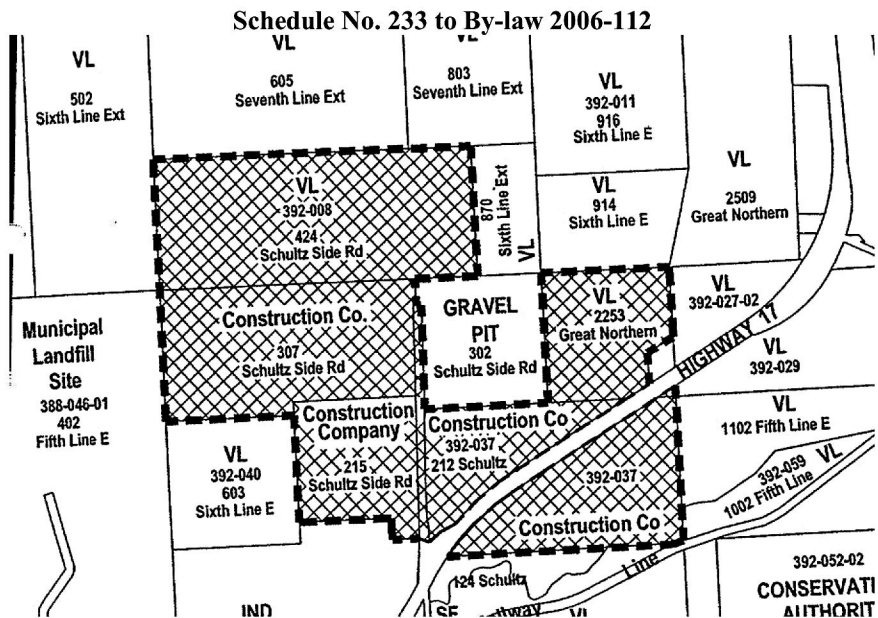 Schedule No. 233 to By-law 2006-112
VL
502
Sixth Line Ext
VL
605
Seventh Line Ext
VL
803
Seventh Line Ext
VL
392-011
916
Sixth Line E
VL
2509
Great Northern
VL
392-008
424
Schultz Side Rd
870
Sixth Line Ext
VL
VL
914
Sixth Line E
Municipal
Landfill
Site
388-046-01
402
Fifth Line E
Construction Co.
307
Schultz Side Rd
GRAVEL
PIT
302
Schultz Side Rd
VL
2253
Great Northern
VL
392-027-02
HIGHWAY 17
VL
392-029
VL
392-040
603
Sixth Line E
Construction
Company
215
Schultz Side Rd
Construction Co
392-037
212 Schultz
392-037
Construction Co
VL
1102 Fifth Line E
392-059
VL
1002 Fifth Line
124 Schultz
Line
392-052-02
CONSERVATI
AUTHORIT
IND
SE
VL